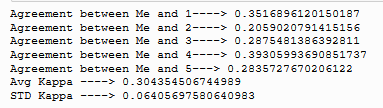 Agreement between Me and 1----> 0.3516896120150187
Agreement between Me and 2----> 0.2059020791415156
Agreement between Me and 3----> 0.2875481386392811
Agreement between Me and 4----> 0.39305993690851737
Agreement between Me and 5----> 0.2835727670206122
Avg Kappa ----> 0.304354506744989
STD Kappa ----> 0.06405697580640983